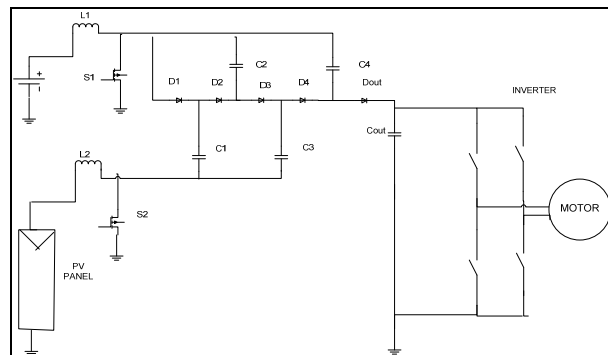 L1
C2
C4
S1
D1
D2
D3
D4
Dout
INVERTER
+
-
Cout
L2
C1
C3
MOTOR
S2
PV
PANEL